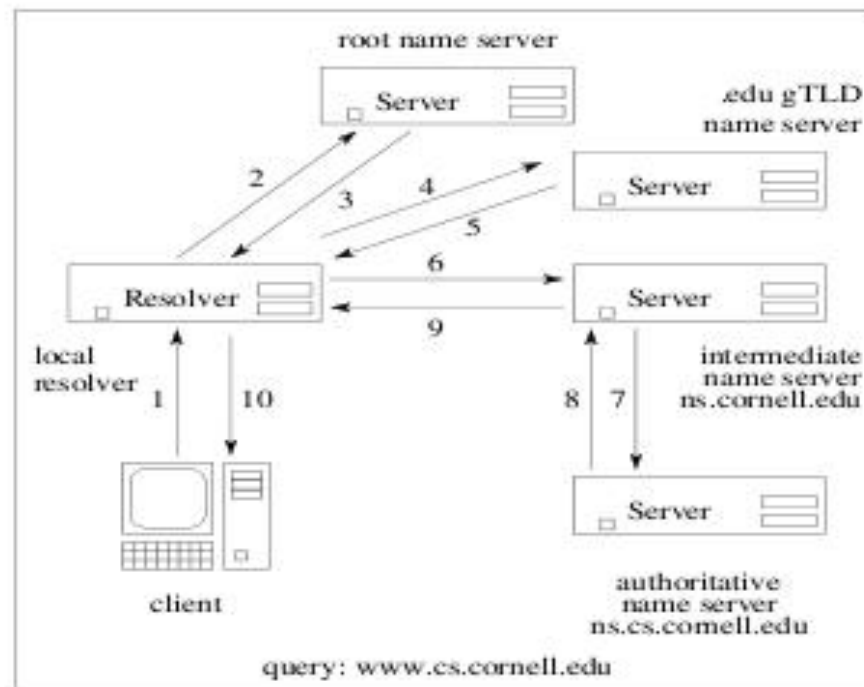 root name server
Server
.edu gTLD
name server
Server
2
3
4
5
Resolver
6
Server
9
local
resolver
1
10
8
7
intermediate
name server
ns.cornell.edu
Server
client
authoritative
name server
ns.cs.cornell.edu
query: www.cs.cornell.edu